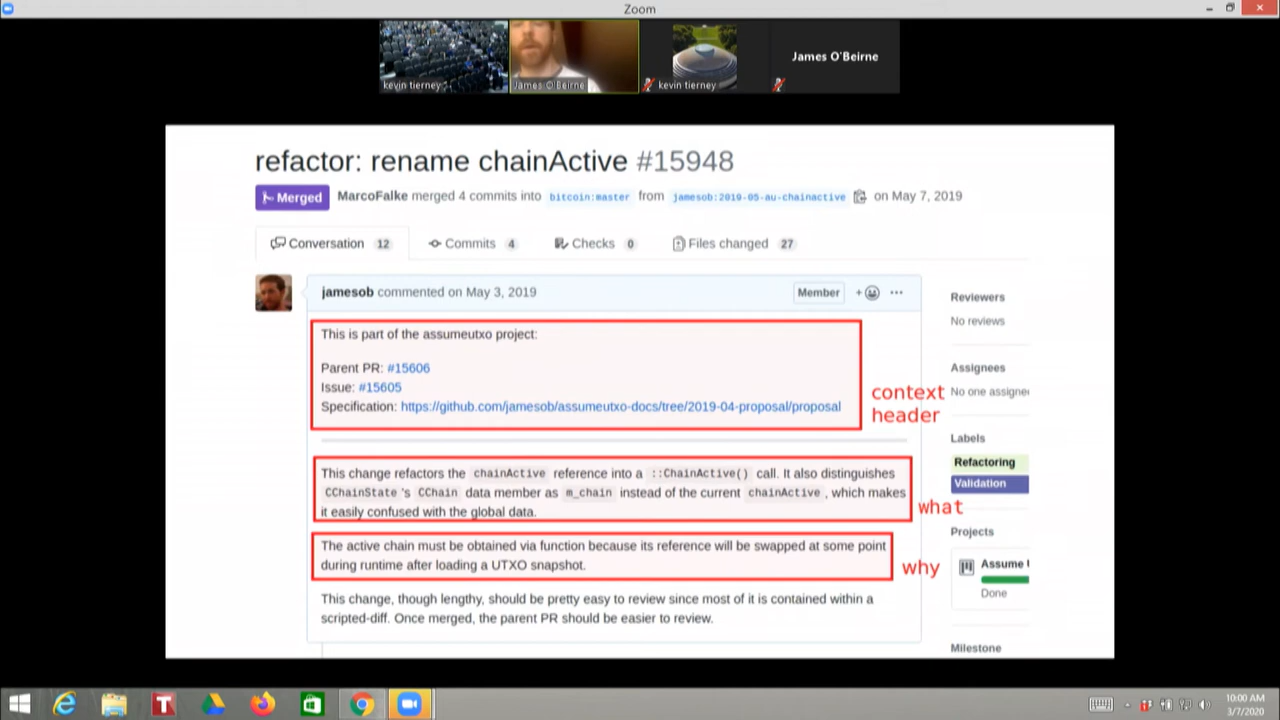 Zoom
kevin tierney
James O'Beirne
kevin tierney
James O'Beirne
refactor: rename chainActive #15948
Merged MarcoFalke merged 4 commits into bitcoin:master from jamesob:2019-05-au-chainactive on May 7, 2019
Conversation 12 Commits 4 Checks 0 Files changed 27
jamesob commented on May 3, 2019 Member
This is part of the assumeutxo project:
Parent PR: #15606
Issue: #15605
Specification: https://github.com/jamesob/assumeutxo-docs/tree/2019-04-proposal/proposal
context
header
This change refactors the chainActive reference into a ::ChainActive() call. It also distinguishes
CChainState's CChain data member as m_chain instead of the current chainActive, which makes
it easily confused with the global data.
what
The active chain must be obtained via function because its reference will be swapped at some point
during runtime after loading a UTXO snapshot.
why
This change, though lengthy, should be pretty easy to review since most of it is contained within a
scripted-diff. Once merged, the parent PR should be easier to review.
Reviewers
No reviews
Assignees
No one assignee
Labels
Refactoring
Validation
Projects
Assume
Done
Milestone
10:00 AM
3/7/2020